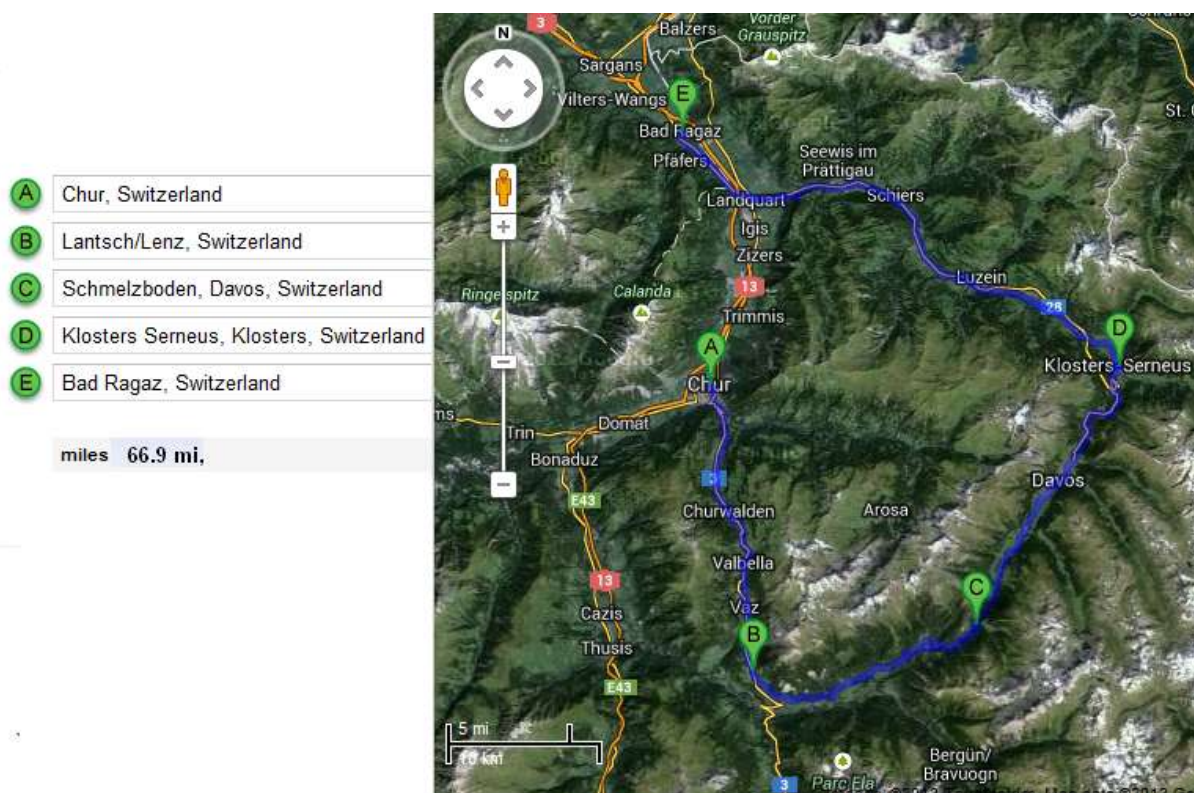 A Chur, Switzerland
B Lantsch/Lenz, Switzerland
C Schmelzboden, Davos, Switzerland
D Klosters Serneus, Klosters, Switzerland
E Bad Ragaz, Switzerland
miles 66.9 mi,
3
Balzers
Vorder
Grauspitz
N
Sargans
Vilters-Wangs
E
St.
Bad Ragaz
Pfäfers
Seewis im
Prättigau
Landquart
Schiers
Igis
Zizers
Luzein
Ringelspitz
Calanda
13
28
Trimmis
D
A
Klosters-Serneus
Chur
Trin
Domat
Bonaduz
Davos
E43
3
Churwalden
Arosa
Valbella
13
C
Cazis
Vaz
B
Thusis
E43
5 mi
10 km
Bergün/
Bravuogn
3
Parc Ela